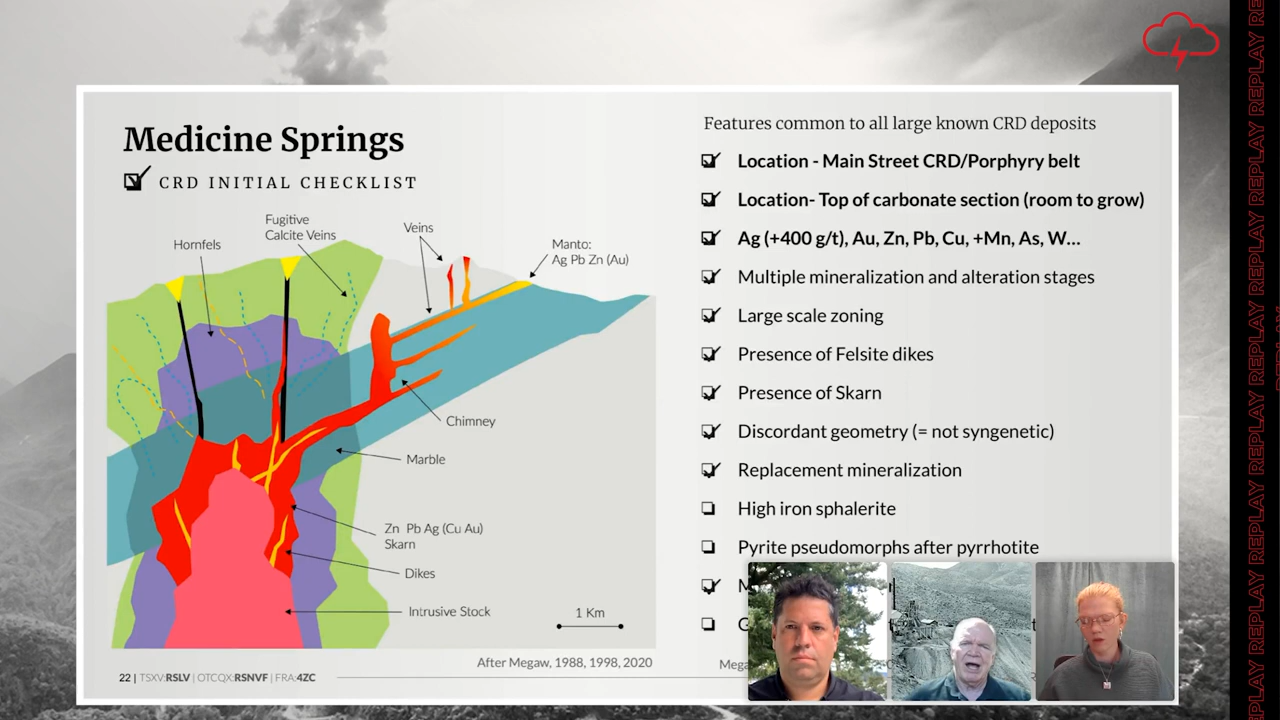 Medicine Springs
CRD INITIAL CHECKLIST
Fugitive
Calcite Veins
Hornfels
Veins
Manto:
Ag Pb Zn (Au)
Chimney
Marble
Zn Pb Ag (Cu Au)
Skarn
Dikes
Intrusive Stock
1 Km
After Megaw, 1988, 1998, 2020
22 | TSXV:RSLV | OTCQX:RSNVF | FRA:4ZC
Features common to all large known CRD deposits
Location - Main Street CRD/Porphyry belt
Location- Top of carbonate section (room to grow)
Ag (+400 g/t), Au, Zn, Pb, Cu, +Mn, As, W...
Multiple mineralization and alteration stages
Large scale zoning
Presence of Felsite dikes
Presence of Skarn
Discordant geometry (= not syngenetic)
Replacement mineralization
High iron sphalerite
Pyrite pseudomorphs after pyrrhotite
REPLAY REPLAY REPLAY REPLAY REPLAY REPLAY REPLAY REPLAY